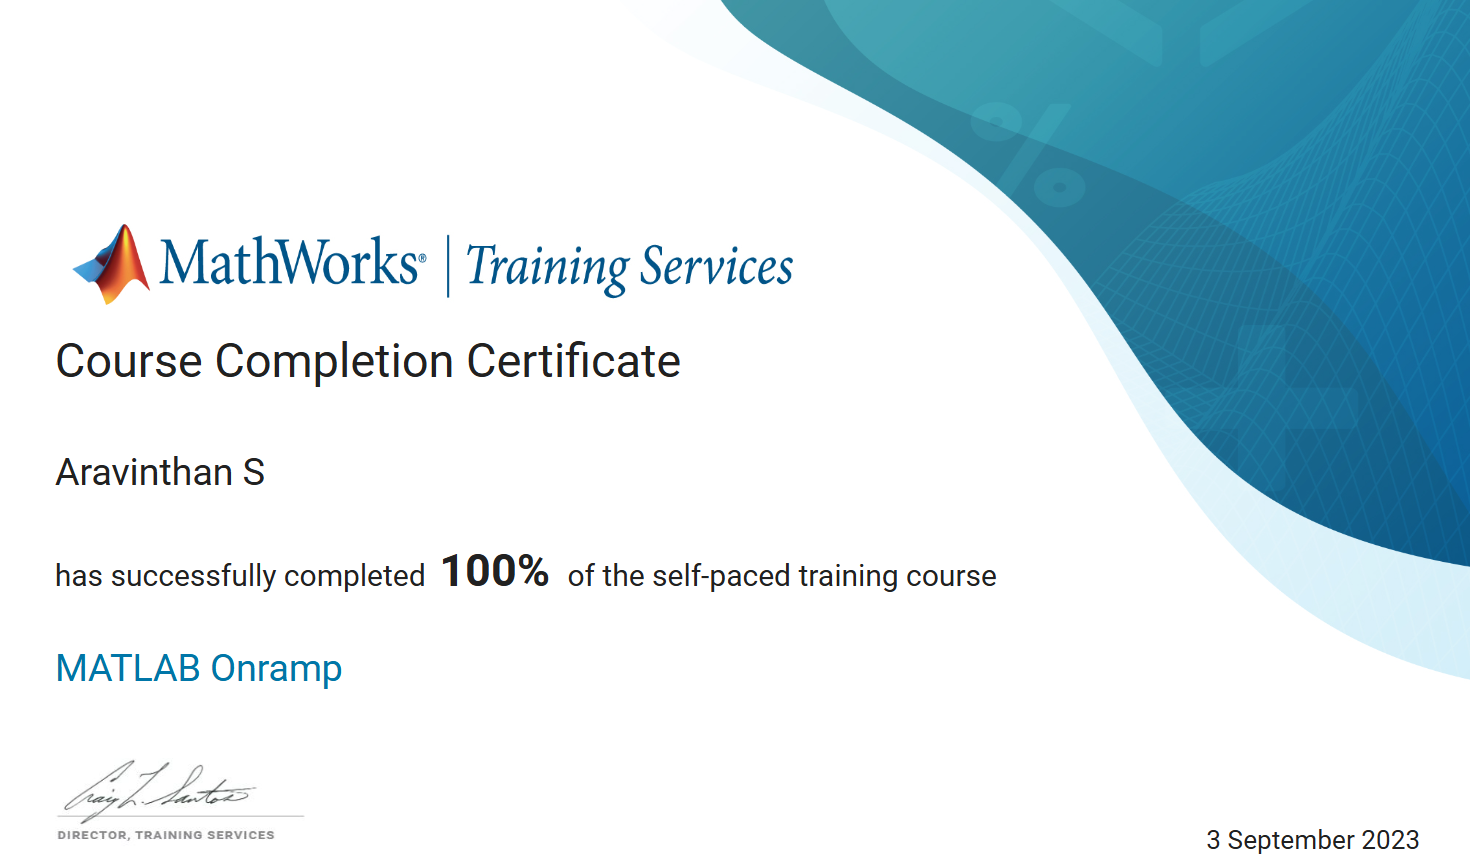 MathWorks® | Training Services
Course Completion Certificate
Aravinthan S
has successfully completed 100% of the self-paced training course
MATLAB Onramp
Craig L. Santos
DIRECTOR, TRAINING SERVICES
3 September 2023